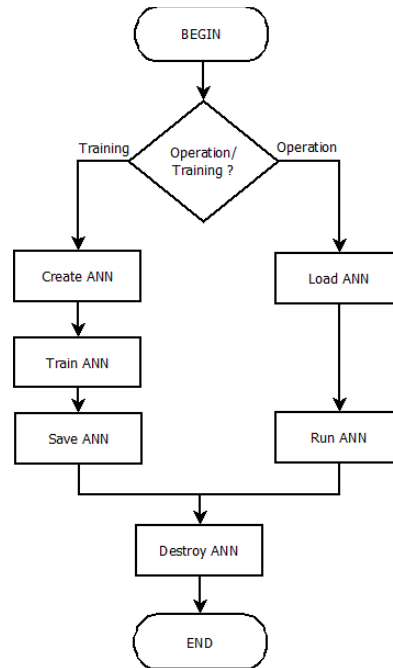 BEGIN
Training
Operation/
Training ?
Operation
Create ANN
Load ANN
Train ANN
Save ANN
Run ANN
Destroy ANN
END